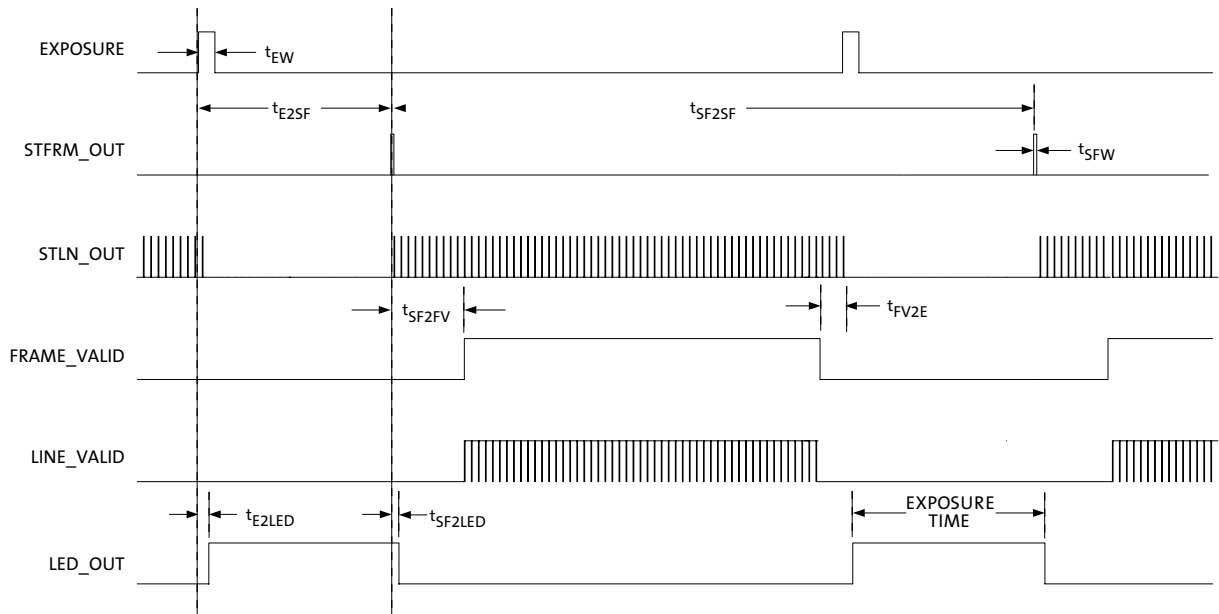 EXPOSURE
tEW
tE2SF
tSF2SF
STFRM_OUT
tSFW
STLN_OUT
tSF2FV
tFV2E
FRAME_VALID
LINE_VALID
tE2LED
tSF2LED
EXPOSURE
TIME
LED_OUT